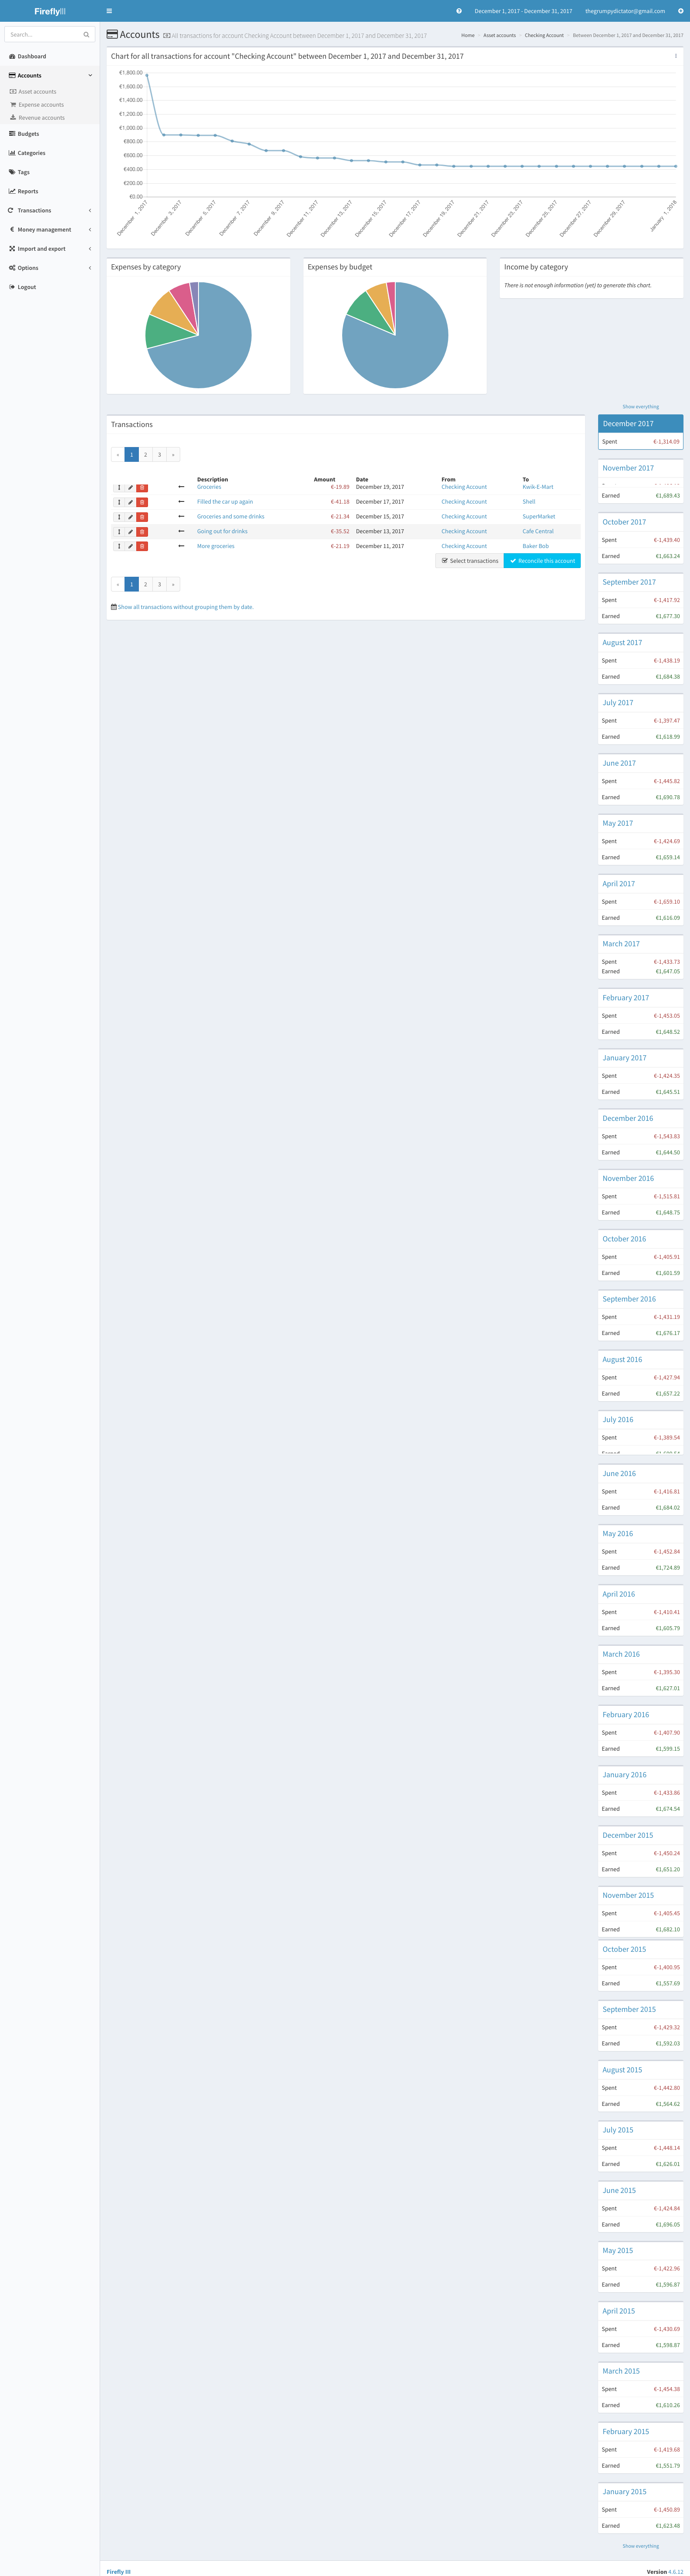 FireflyIII
December 1, 2017 - December 31, 2017
thegrumpydictator@gmail.com
Search...
Dashboard
Accounts
Asset accounts
Expense accounts
Revenue accounts
Budgets
Categories
Tags
Reports
Transactions
€ Money management
Import and export
Options
Logout
Accounts All transactions for account Checking Account between December 1, 2017 and December 31, 2017
Home Asset accounts Checking Account Between December 1, 2017 and December 31, 2017
Chart for all transactions for account "Checking Account" between December 1, 2017 and December 31, 2017
€1,800.00
€1,600.00
€1,400.00
€1,200.00
€1,000.00
€800.00
€600.00
€400.00
€200.00
€0.00
December 1, 2017
December 3, 2017
December 5, 2017
December 7, 2017
December 9, 2017
December 11, 2017
December 13, 2017
December 15, 2017
December 17, 2017
December 19, 2017
December 21, 2017
December 23, 2017
December 25, 2017
December 27, 2017
December 29, 2017
January 1, 2018
Expenses by category
Expenses by budget
Income by category
There is not enough information (yet) to generate this chart.
Transactions
« 1 2 3 »
Description Amount Date From To
Groceries €-19.89 December 19, 2017 Checking Account Kwik-E-Mart
Filled the car up again €-41.18 December 17, 2017 Checking Account Shell
Groceries and some drinks €-21.34 December 15, 2017 Checking Account SuperMarket
Going out for drinks €-35.52 December 13, 2017 Checking Account Cafe Central
More groceries €-21.19 December 11, 2017 Checking Account Baker Bob
Select transactions Reconcile this account
« 1 2 3 »
Show all transactions without grouping them by date.
Show everything
December 2017
Spent €-1,314.09
November 2017
Earned €1,689.43
October 2017
Spent €-1,439.40
Earned €1,663.24
September 2017
Spent €-1,417.92
Earned €1,677.30
August 2017
Spent €-1,438.19
Earned €1,684.38
July 2017
Spent €-1,397.47
Earned €1,618.99
June 2017
Spent €-1,445.82
Earned €1,690.78
May 2017
Spent €-1,424.69
Earned €1,659.14
April 2017
Spent €-1,659.10
Earned €1,616.09
March 2017
Spent €-1,433.73
Earned €1,647.05
February 2017
Spent €-1,453.05
Earned €1,648.52
January 2017
Spent €-1,424.35
Earned €1,645.51
December 2016
Spent €-1,543.83
Earned €1,644.50
November 2016
Spent €-1,515.81
Earned €1,648.75
October 2016
Spent €-1,405.91
Earned €1,601.59
September 2016
Spent €-1,431.19
Earned €1,676.17
August 2016
Spent €-1,427.94
Earned €1,657.22
July 2016
Spent €-1,389.54
June 2016
Spent €-1,416.81
Earned €1,684.02
May 2016
Spent €-1,452.84
Earned €1,724.89
April 2016
Spent €-1,410.41
Earned €1,605.79
March 2016
Spent €-1,395.30
Earned €1,627.01
February 2016
Spent €-1,407.90
Earned €1,599.15
January 2016
Spent €-1,433.86
Earned €1,674.54
December 2015
Spent €-1,450.24
Earned €1,651.20
November 2015
Spent €-1,405.45
Earned €1,682.10
October 2015
Spent €-1,400.95
Earned €1,557.69
September 2015
Spent €-1,429.32
Earned €1,592.03
August 2015
Spent €-1,442.80
Earned €1,564.62
July 2015
Spent €-1,448.14
Earned €1,626.01
June 2015
Spent €-1,424.84
Earned €1,696.05
May 2015
Spent €-1,422.96
Earned €1,596.87
April 2015
Spent €-1,430.69
Earned €1,598.87
March 2015
Spent €-1,454.38
Earned €1,610.26
February 2015
Spent €-1,419.68
Earned €1,551.79
January 2015
Spent €-1,450.89
Earned €1,623.48
Show everything
Firefly III
Version 4.6.12